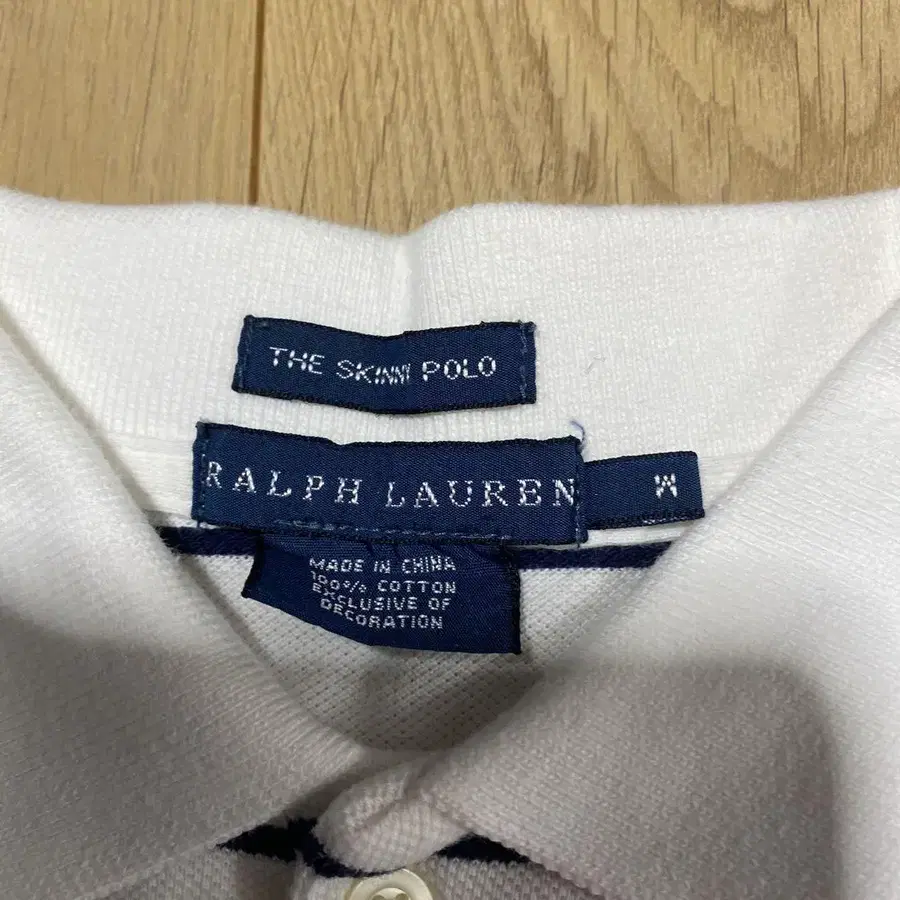 THE SKINNY POLO
RALPH LAUREN
M
MADE IN CHINA
100% COTTON
EXCLUSIVE OF
DECORATION